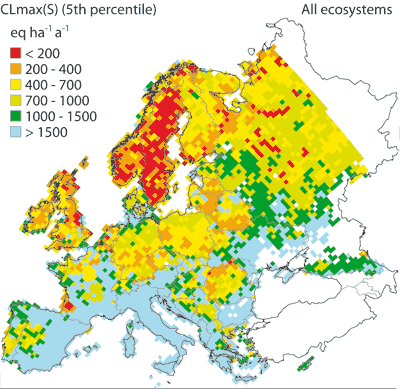 CLmax(S) (5th percentile) All ecosystems
eq ha⁻¹ a⁻¹
< 200
200 - 400
400 - 700
700 - 1000
1000 - 1500
> 1500